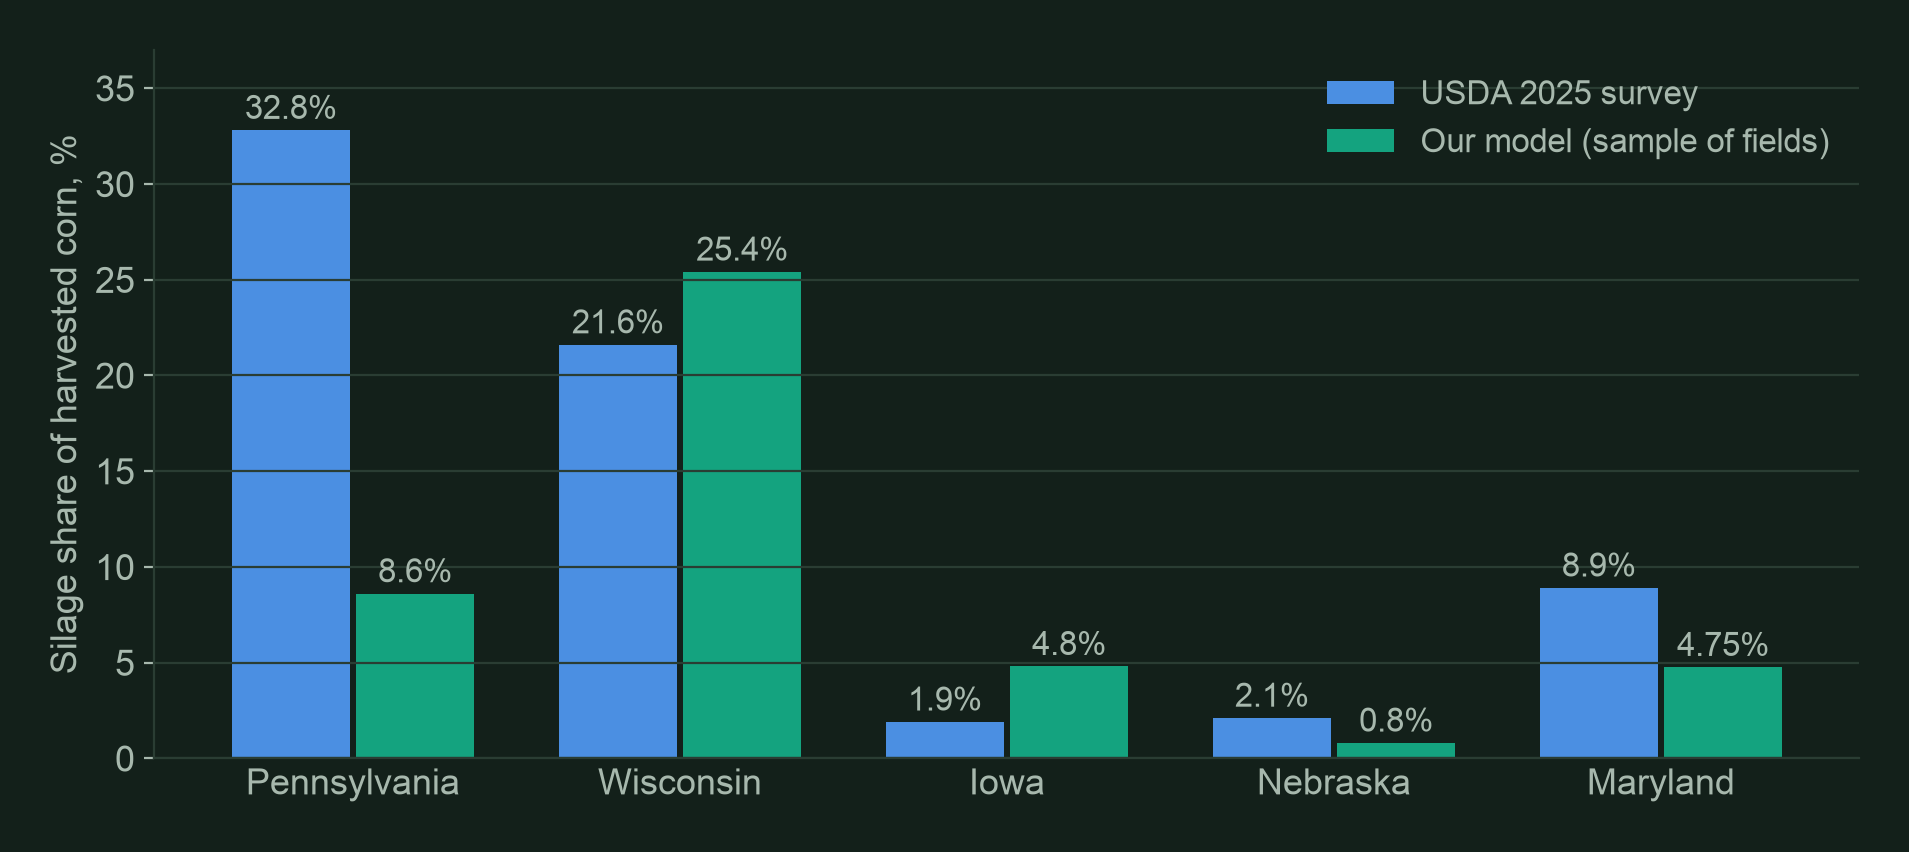 USDA 2025 survey
Our model (sample of fields)
Silage share of harvested corn, %
35
30
25
20
15
10
5
0
32.8%
8.6%
21.6%
25.4%
1.9%
4.8%
2.1%
0.8%
8.9%
4.75%
Pennsylvania
Wisconsin
Iowa
Nebraska
Maryland